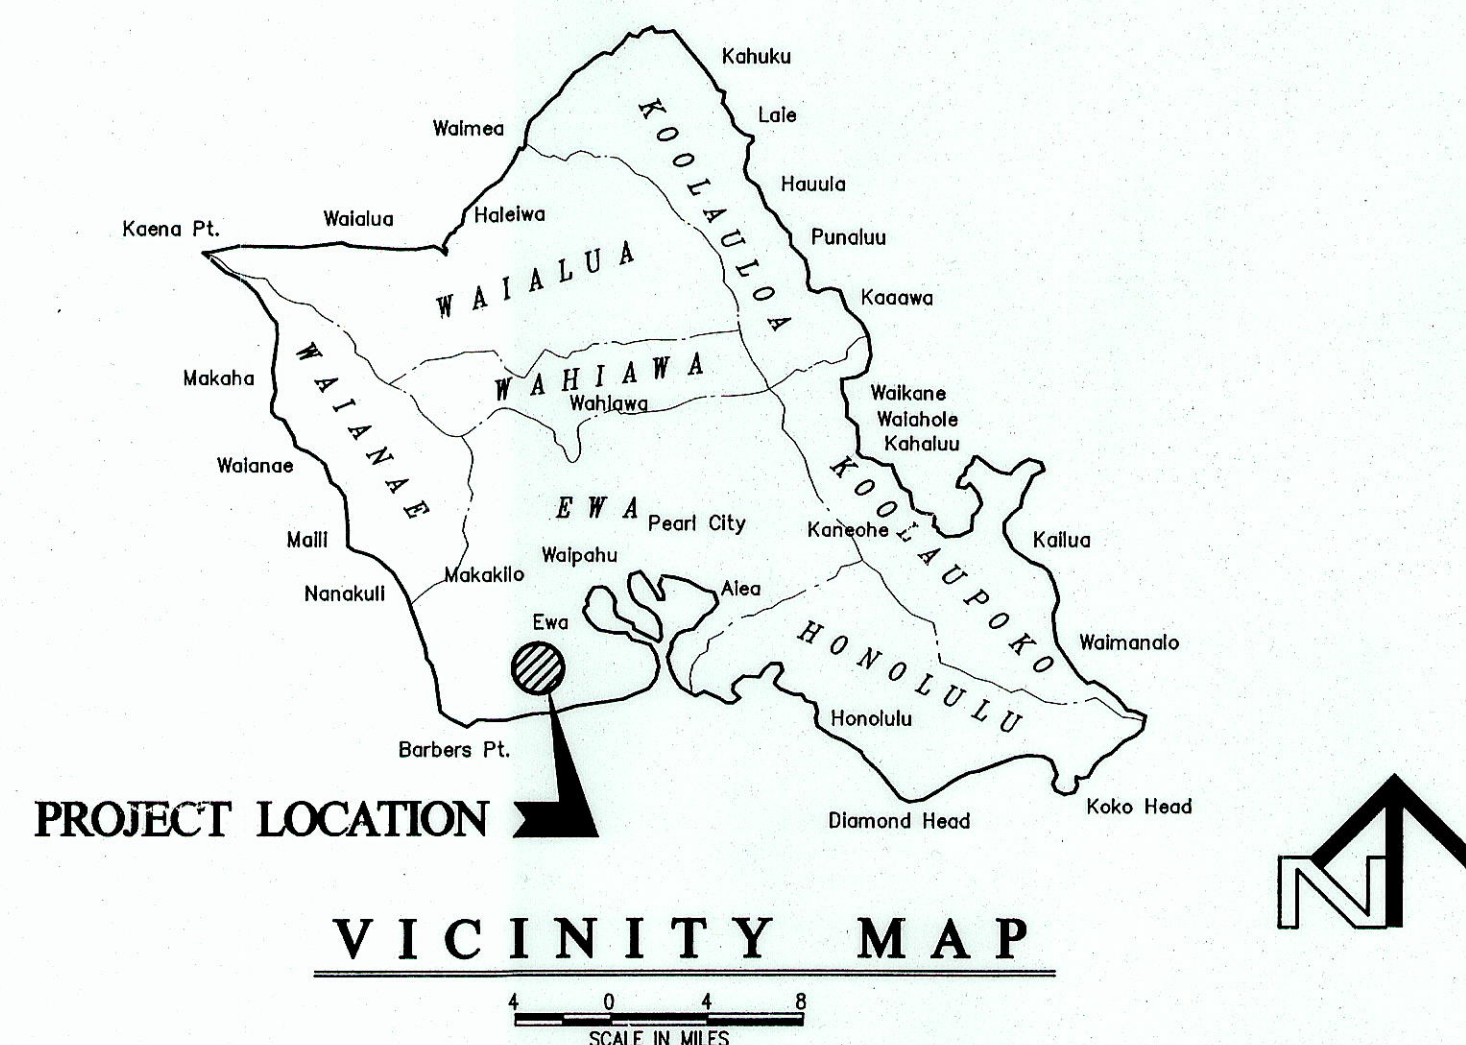 Kahuku
Laie
Waimea
Hauula
Kaena Pt.
Waialua
Haleiwa
Punaluu
KOOLAULOA
WAIALUA
Kaaawa
WAIANAE
WAHIAWA
Wahiawa
Makaha
Waikane
Waiahole
Kahaluu
Waianae
EWA
Pearl City
Kaneohe
KOOLAUPOKO
Kailua
Maili
Waipahu
Makakilo
Nanakuli
Aiea
Ewa
HONOLULU
Waimanalo
Honolulu
Barbers Pt.
Koko Head
Diamond Head
PROJECT LOCATION
N
VICINITY MAP
4 0 4 8
SCALE IN MILES